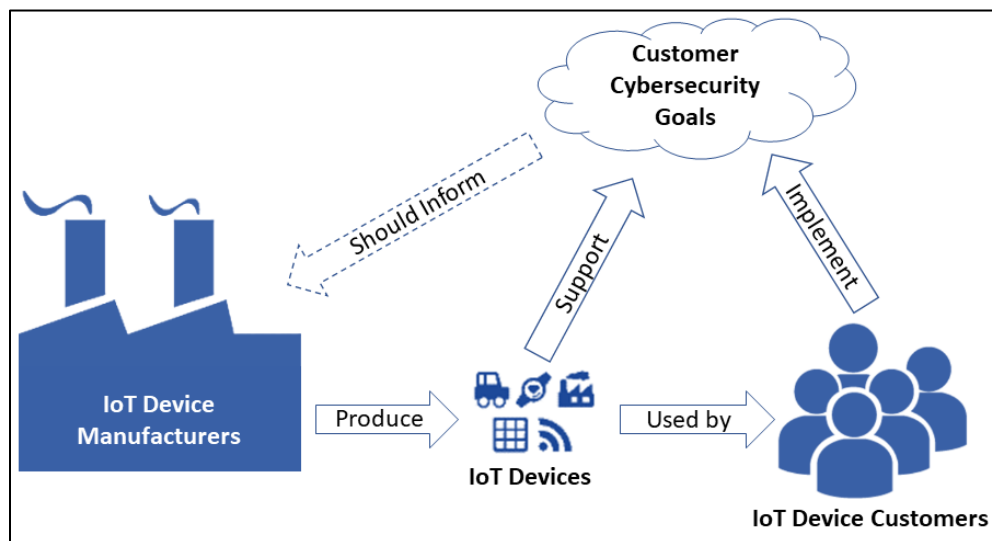 Customer
Cybersecurity
Goals
Should Inform
Support
Implement
IoT Device
Manufacturers
Produce
IoT Devices
Used by
IoT Device Customers